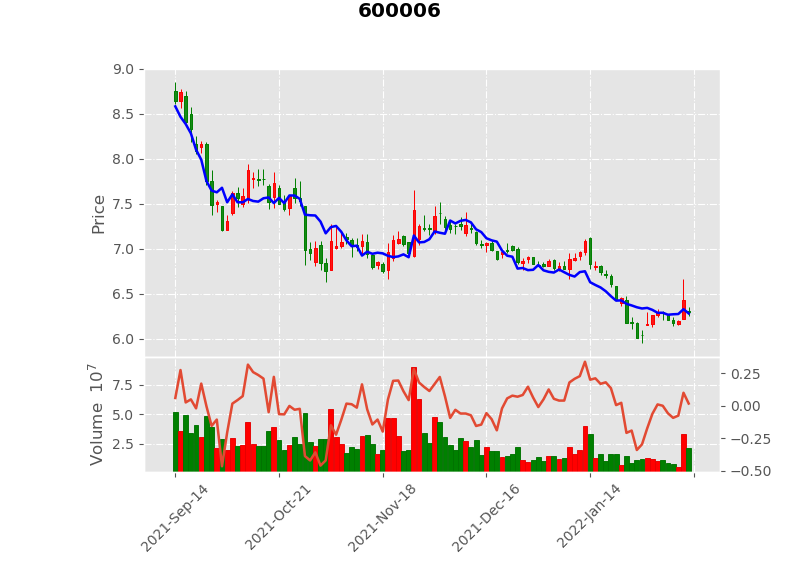 600006
9.0
8.5
8.0
7.5
7.0
6.5
6.0
Price
7.5
5.0
2.5
Volume 10^7
0.25
0.00
−0.25
−0.50
2021-Sep-14
2021-Oct-21
2021-Nov-18
2021-Dec-16
2022-Jan-14